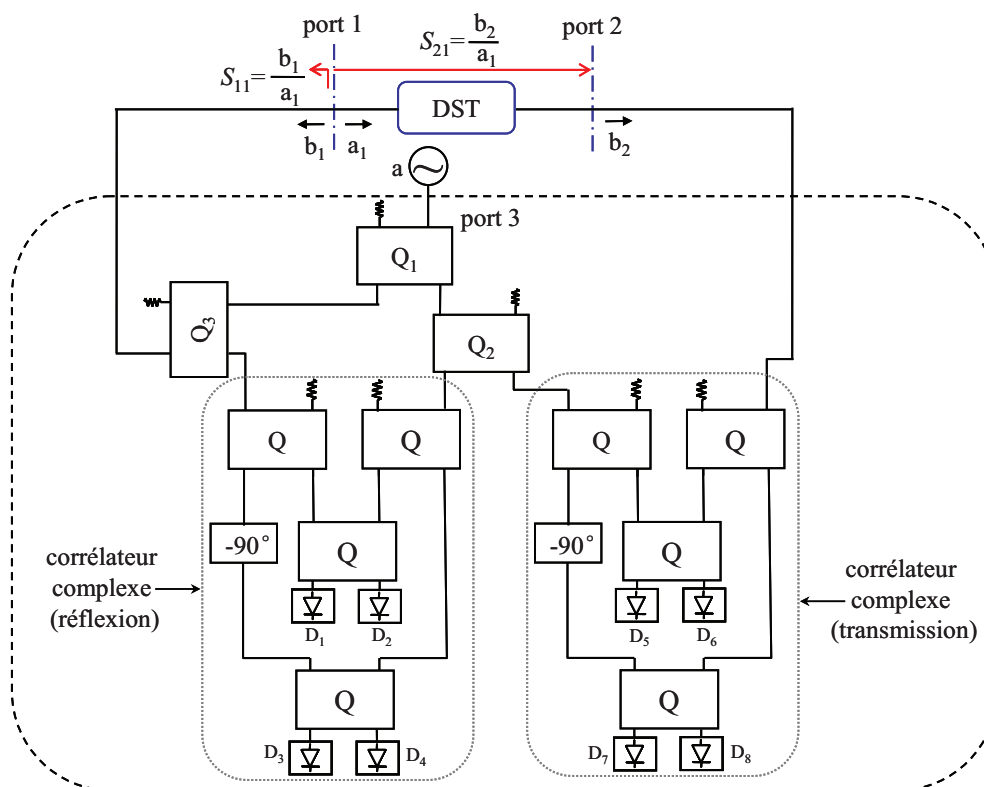 port 1
port 2
S₂₁= b₂/a₁
S₁₁= b₁/a₁
DST
b₁
a₁
b₂
a
port 3
Q₁
Q₃
Q₂
Q
Q
Q
Q
-90°
Q
-90°
Q
corrélateur
complexe
(réflexion)
corrélateur
complexe
(transmission)
D₁
D₂
D₅
D₆
Q
Q
D₃
D₄
D₇
D₈